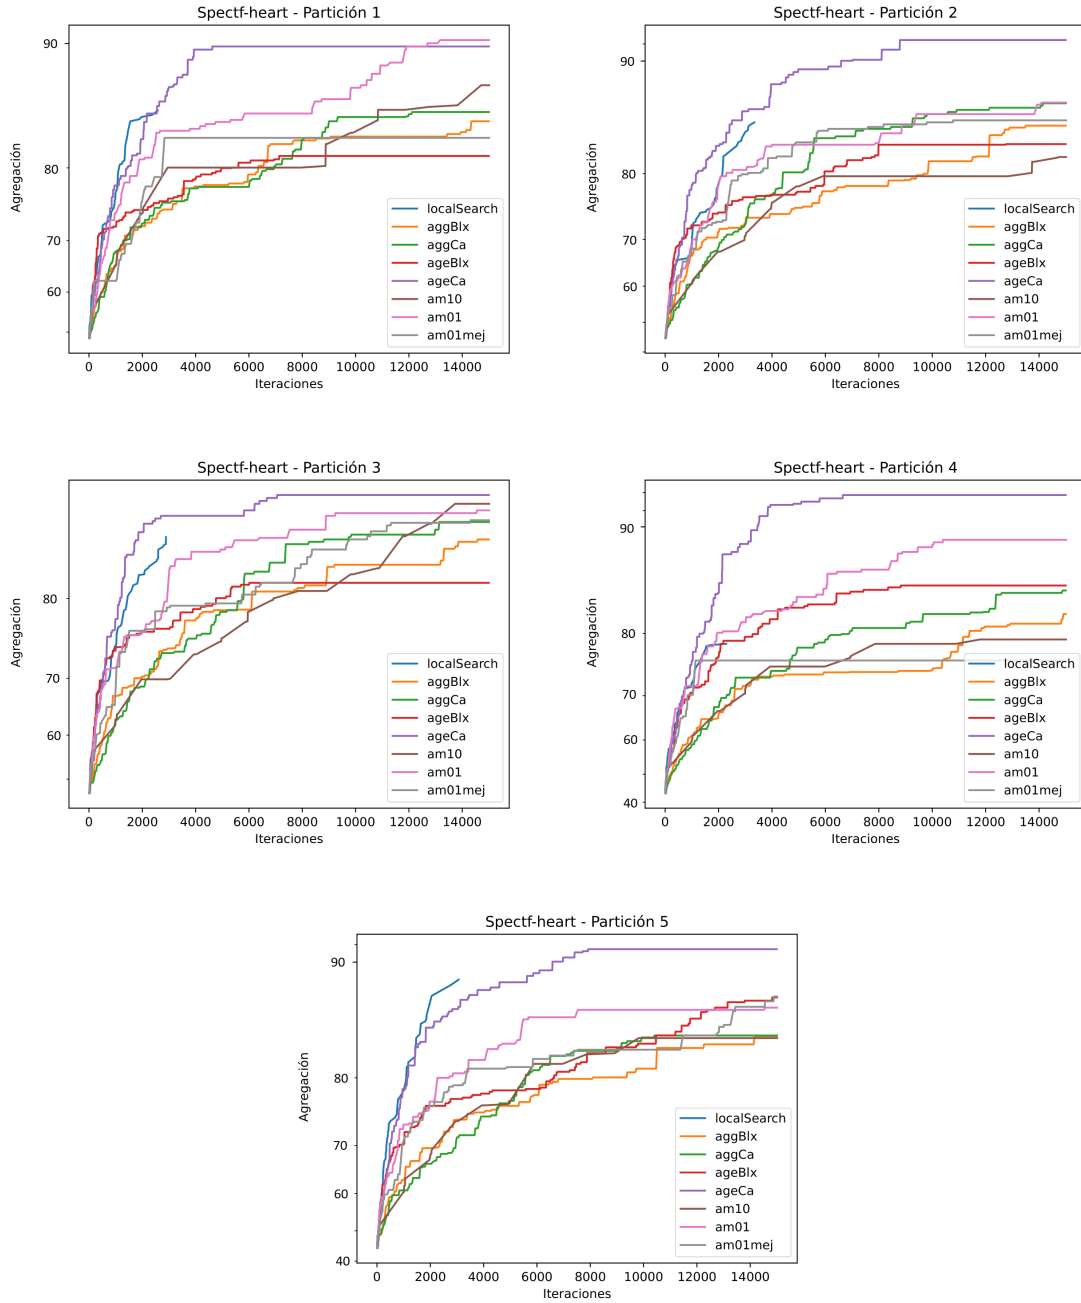 Spectf-heart - Partición 1
Agregación
90
80
70
60
0 2000 4000 6000 8000 10000 12000 14000
Iteraciones
localSearch
aggBlx
aggCa
ageBlx
ageCa
am10
am01
am01mej
Spectf-heart - Partición 2
Agregación
90
80
70
60
0 2000 4000 6000 8000 10000 12000 14000
Iteraciones
localSearch
aggBlx
aggCa
ageBlx
ageCa
am10
am01
am01mej
Spectf-heart - Partición 3
Agregación
80
70
60
0 2000 4000 6000 8000 10000 12000 14000
Iteraciones
localSearch
aggBlx
aggCa
ageBlx
ageCa
am10
am01
am01mej
Spectf-heart - Partición 4
Agregación
90
80
70
60
40
0 2000 4000 6000 8000 10000 12000 14000
Iteraciones
localSearch
aggBlx
aggCa
ageBlx
ageCa
am10
am01
am01mej
Spectf-heart - Partición 5
Agregación
90
80
70
60
40
0 2000 4000 6000 8000 10000 12000 14000
Iteraciones
localSearch
aggBlx
aggCa
ageBlx
ageCa
am10
am01
am01mej